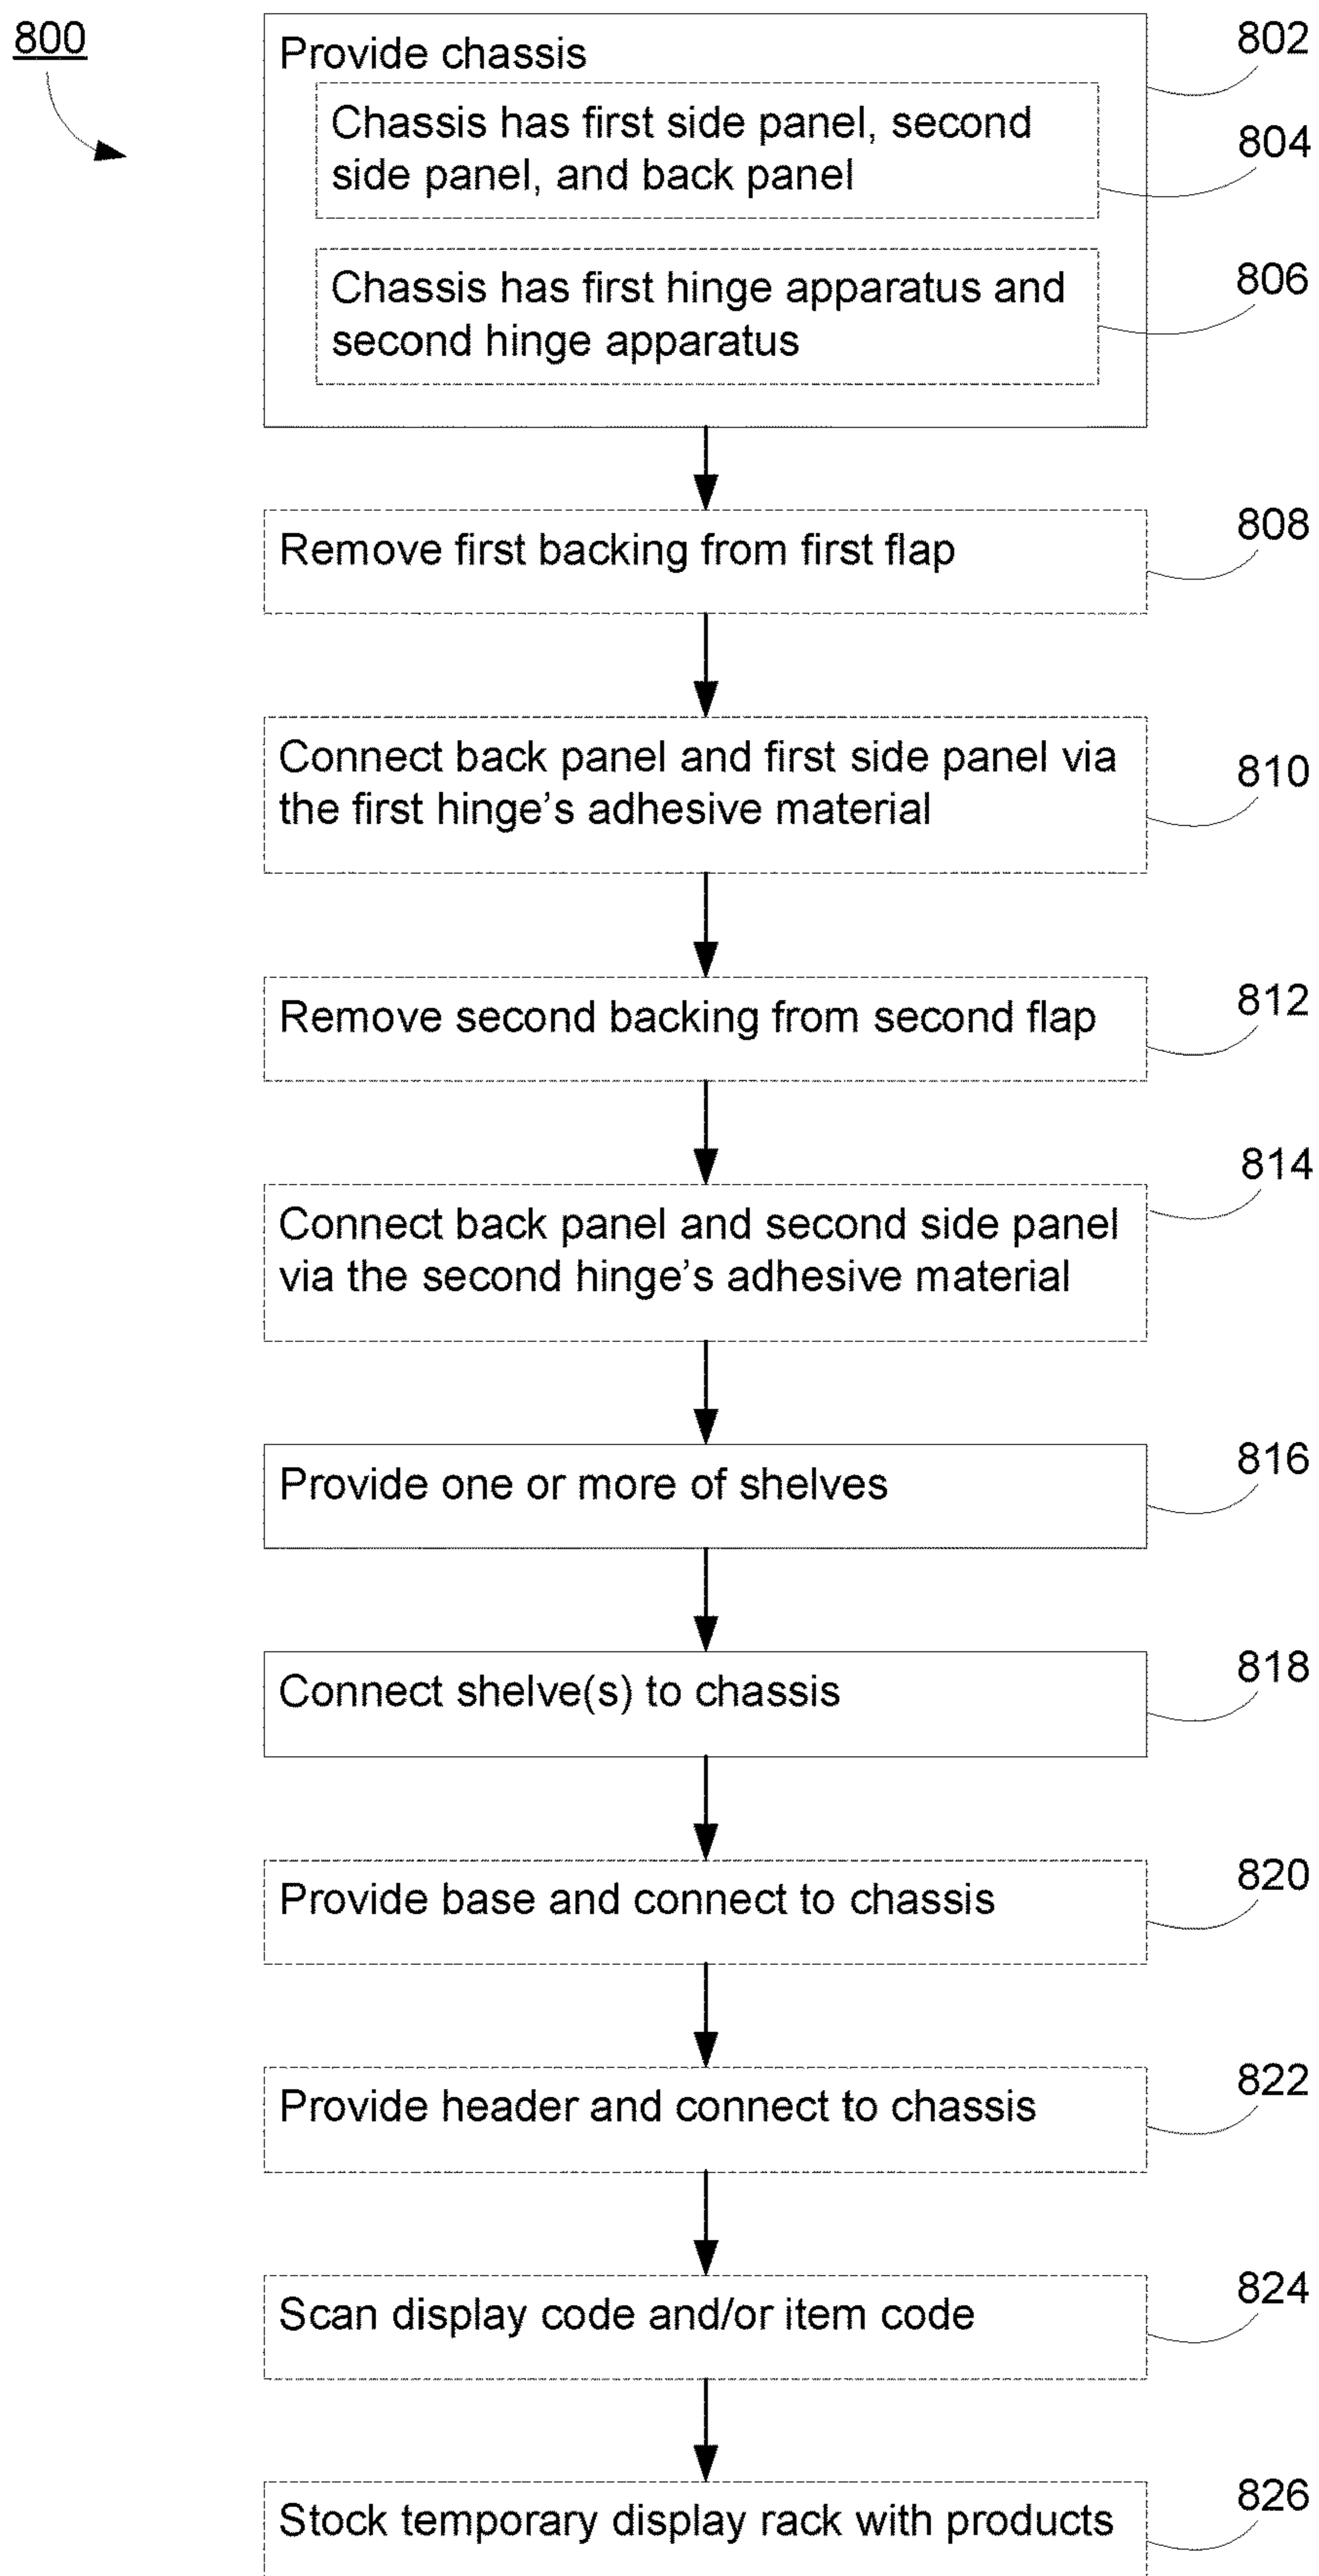 800
802
Provide chassis
804
Chassis has first side panel, second
side panel, and back panel
806
Chassis has first hinge apparatus and
second hinge apparatus
808
Remove first backing from first flap
810
Connect back panel and first side panel via
the first hinge’s adhesive material
812
Remove second backing from second flap
814
Connect back panel and second side panel
via the second hinge’s adhesive material
816
Provide one or more of shelves
818
Connect shelve(s) to chassis
820
Provide base and connect to chassis
822
Provide header and connect to chassis
824
Scan display code and/or item code
826
Stock temporary display rack with products